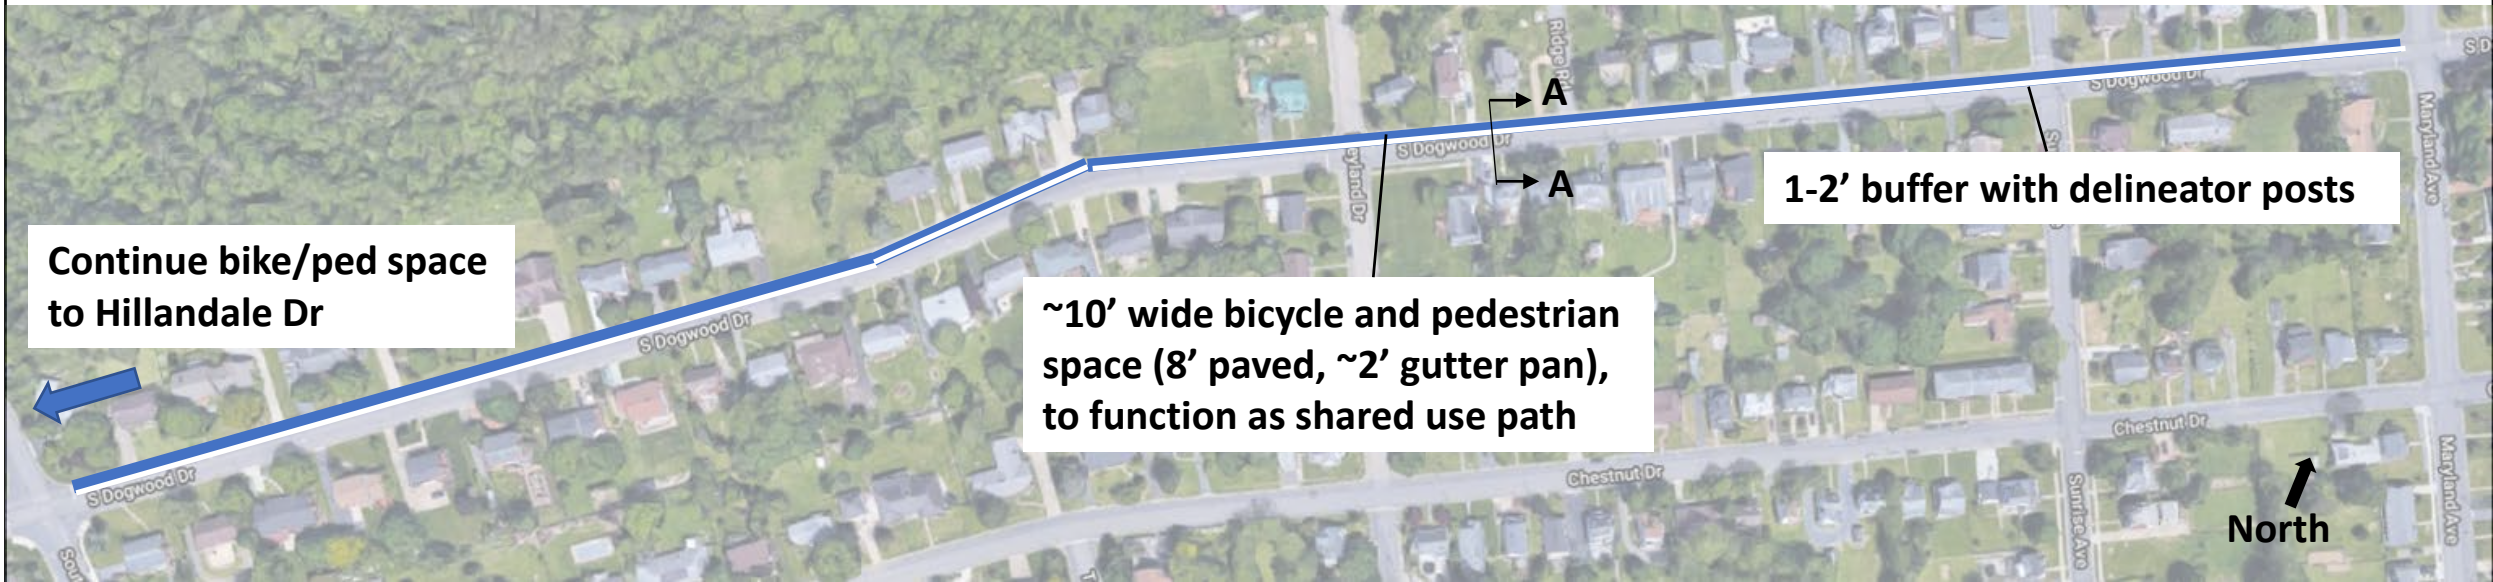 Ridge Rd
S D
A
S Dogwood Dr
S Dogwood Dr
Maryland Ave
A
1-2’ buffer with delineator posts
Continue bike/ped space
to Hillandale Dr
S Dogwood Dr
~10’ wide bicycle and pedestrian
space (8’ paved, ~2’ gutter pan),
to function as shared use path
Chestnut Dr
Chestnut Dr
Maryland Ave
S Dogwood Dr
Sunrise Ave
North